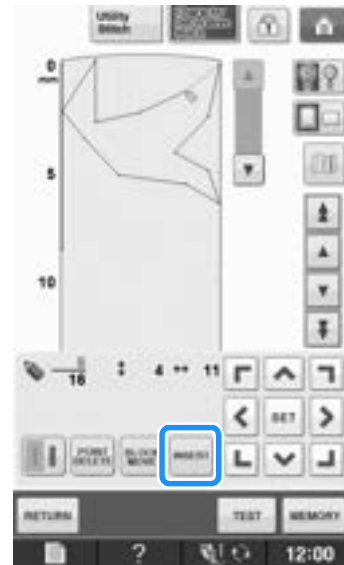 Utility
Stitch
0
mm
5
10
16 4 11
SET
POINT
DELETE
BLOCK
MOVE
INSERT
RETURN TEST MEMORY
? 12:00